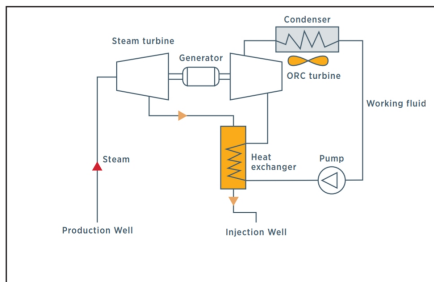 Condenser
Steam turbine
Generator
ORC turbine
Working fluid
Steam
Heat
exchanger
Pump
Production Well
Injection Well